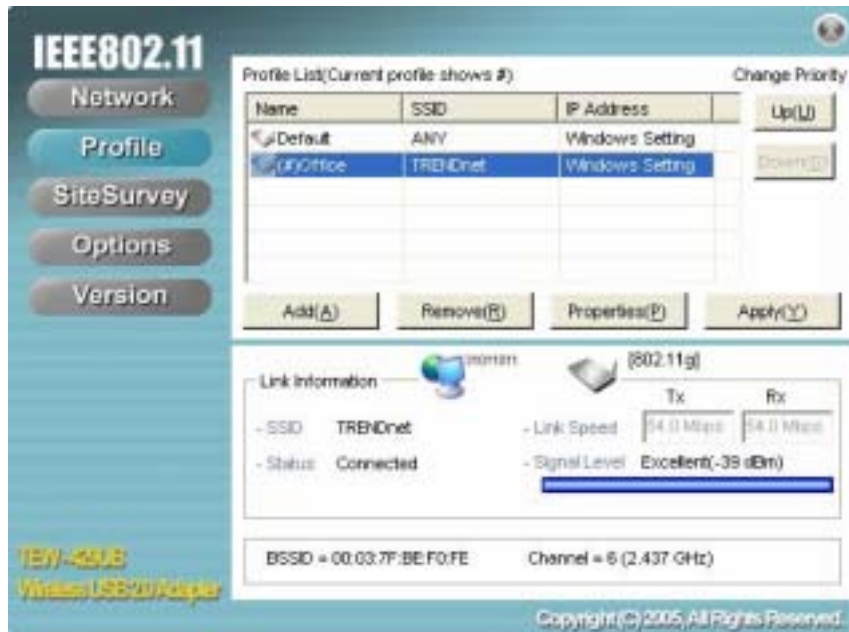 IEEE802.11
Network
Profile
SiteSurvey
Options
Version
Profile List(Current profile shows #)
Change Priority
Name SSID IP Address
Default ANY Windows Setting
(#)Office TRENDnet Windows Setting
Up(U)
Down(D)
Add(A) Remove(R) Properties(P) Apply(Y)
Link Information
[802.11g]
Tx Rx
- SSID TRENDnet
- Link Speed 54.0 Mbps 54.0 Mbps
- Status Connected
- Signal Level Excellent(-39 dBm)
BSSID = 00:03:7F:BE:F0:FE Channel = 6 (2.437 GHz)
Wireless USB 2.0 Adapter
Copyright (C) 2005, All Rights Reserved.